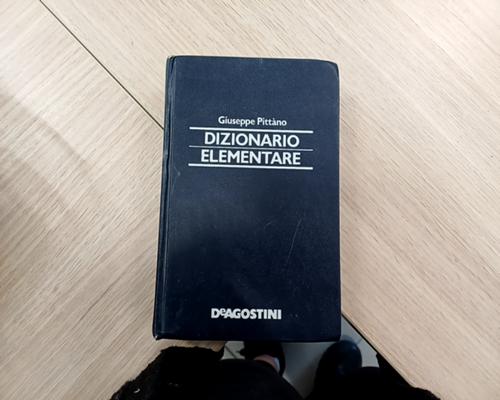 Giuseppe Pittàno
DIZIONARIO
ELEMENTARE
DeAGOSTINI